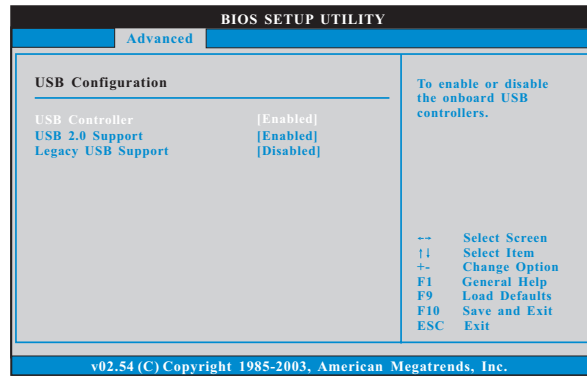 BIOS SETUP UTILITY
Advanced
USB Configuration
USB Controller [Enabled]
USB 2.0 Support [Enabled]
Legacy USB Support [Disabled]
To enable or disable
the onboard USB
controllers.
←→ Select Screen
↑↓ Select Item
+- Change Option
F1 General Help
F9 Load Defaults
F10 Save and Exit
ESC Exit
v02.54 (C) Copyright 1985-2003, American Megatrends, Inc.